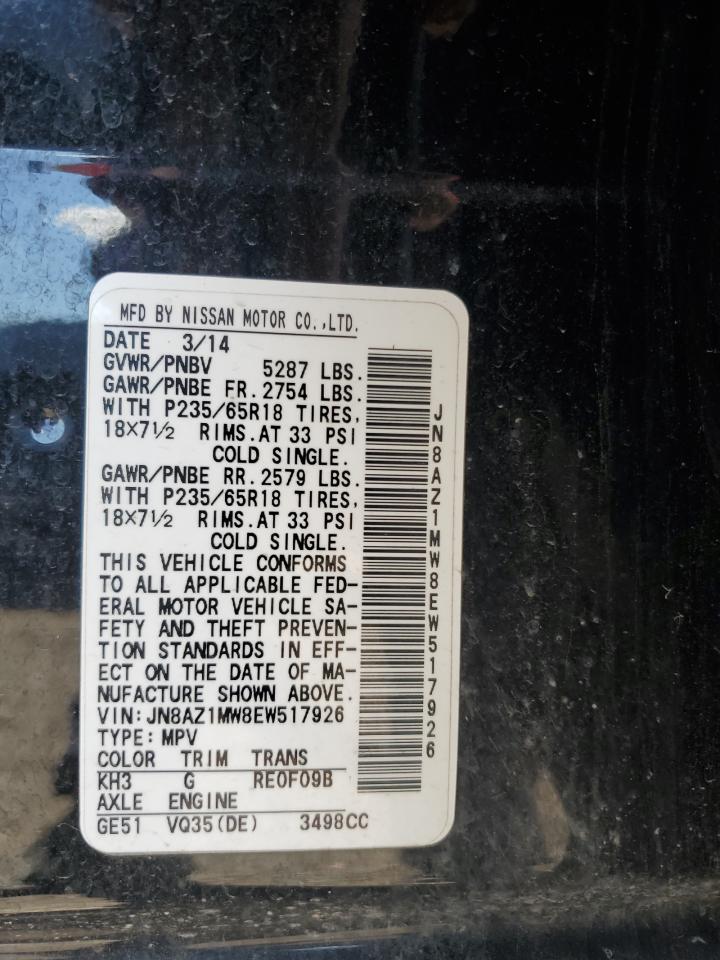 MFD BY NISSAN MOTOR CO.,LTD.
DATE 3/14
GVWR/PNBV 5287 LBS.
GAWR/PNBE FR. 2754 LBS.
WITH P235/65R18 TIRES,
18X7½ RIMS.AT 33 PSI
COLD SINGLE.
GAWR/PNBE RR. 2579 LBS.
WITH P235/65R18 TIRES,
18X7½ RIMS.AT 33 PSI
COLD SINGLE.
THIS VEHICLE CONFORMS
TO ALL APPLICABLE FED-
ERAL MOTOR VEHICLE SA-
FETY AND THEFT PREVEN-
TION STANDARDS IN EFF-
ECT ON THE DATE OF MA-
NUFACTURE SHOWN ABOVE.
VIN:JN8AZ1MW8EW517926
TYPE:MPV
COLOR TRIM TRANS
KH3 G RE0F09B
AXLE ENGINE
GE51 VQ35(DE) 3498CC
JN8AZ1MW8EW517926